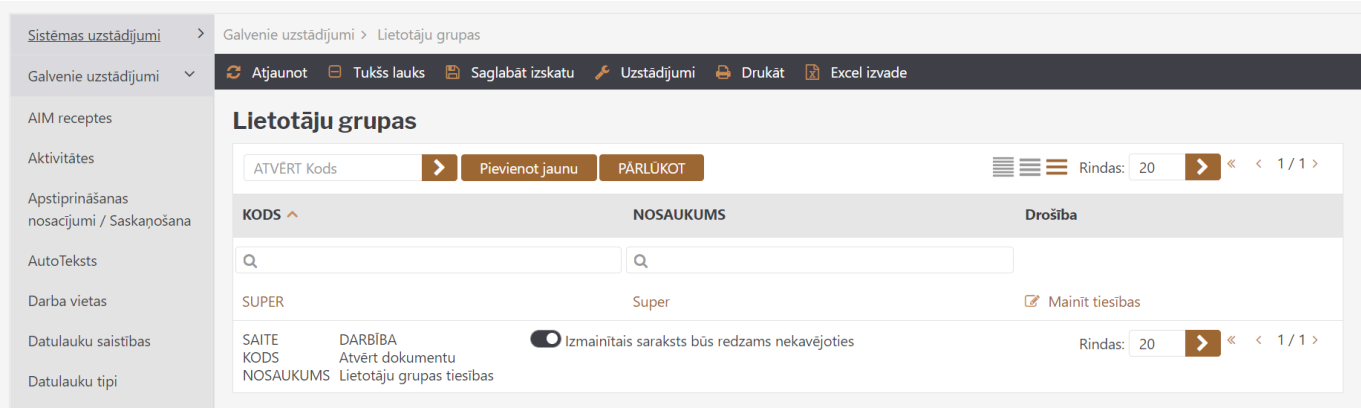 Sistēmas uzstādījumi
Galvenie uzstādījumi
AIM receptes
Aktivitātes
Apstiprināšanas
nosacījumi / Saskaņošana
AutoTeksts
Darba vietas
Datulauku saistības
Datulauku tipi
Galvenie uzstādījumi > Lietotāju grupas
Atjaunot Tukšs lauks Saglabāt izskatu Uzstādījumi Drukāt Excel izvade
Lietotāju grupas
ATVĒRT Kods Pievienot jaunu PĀRLŪKOT Rindas: 20 « < 1 / 1 >
KODS NOSAUKUMS Drošība
SUPER Super Mainīt tiesības
SAITE DARBĪBA Izmainītais saraksts būs redzams nekavējoties Rindas: 20 « < 1 / 1 >
KODS Atvērt dokumentu
NOSAUKUMS Lietotāju grupas tiesības